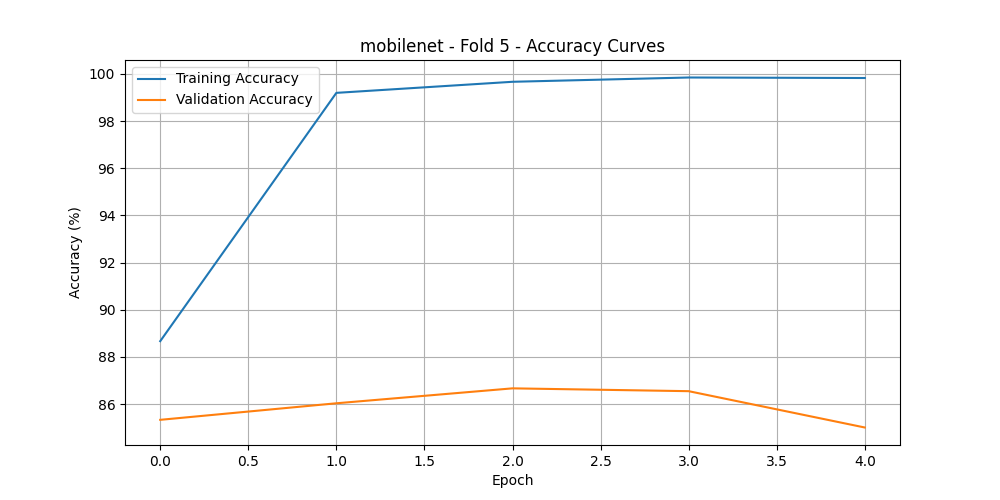 mobilenet - Fold 5 - Accuracy Curves
Training Accuracy
Validation Accuracy
Accuracy (%)
100
98
96
94
92
90
88
86
0.0 0.5 1.0 1.5 2.0 2.5 3.0 3.5 4.0
Epoch